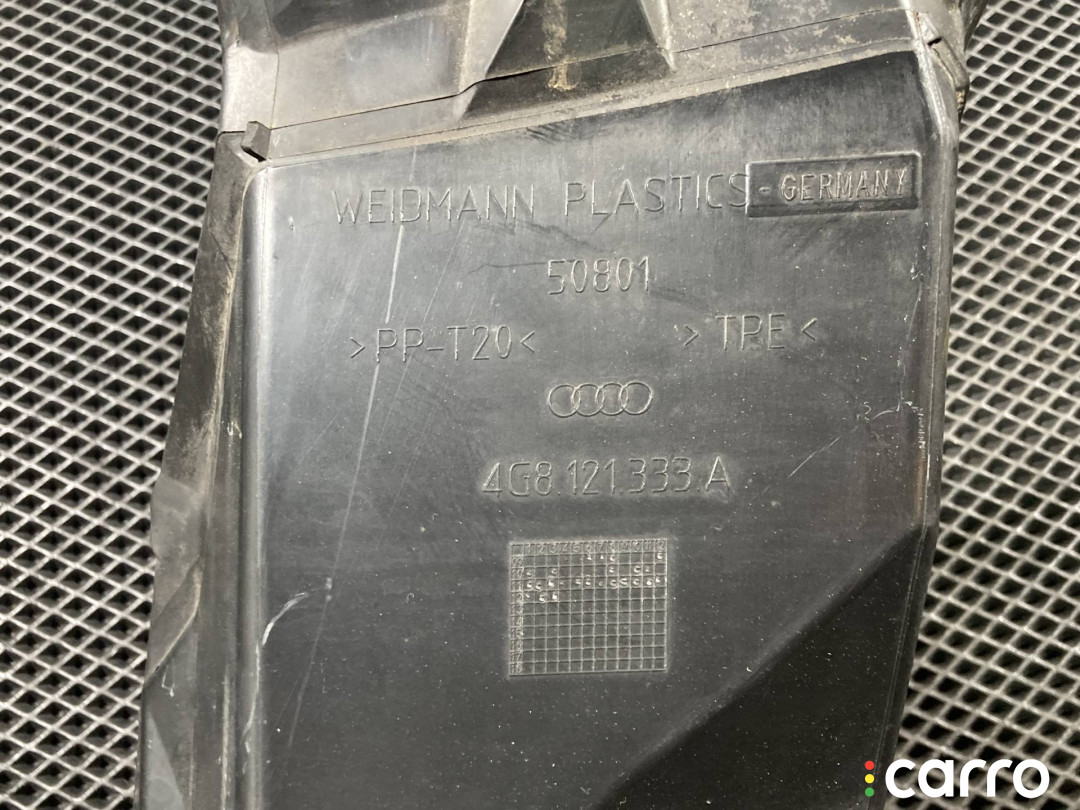 WEIDMANN PLASTICS - GERMANY
50801
>PP-T20< >TPE<
4G8.121.333.A
carro